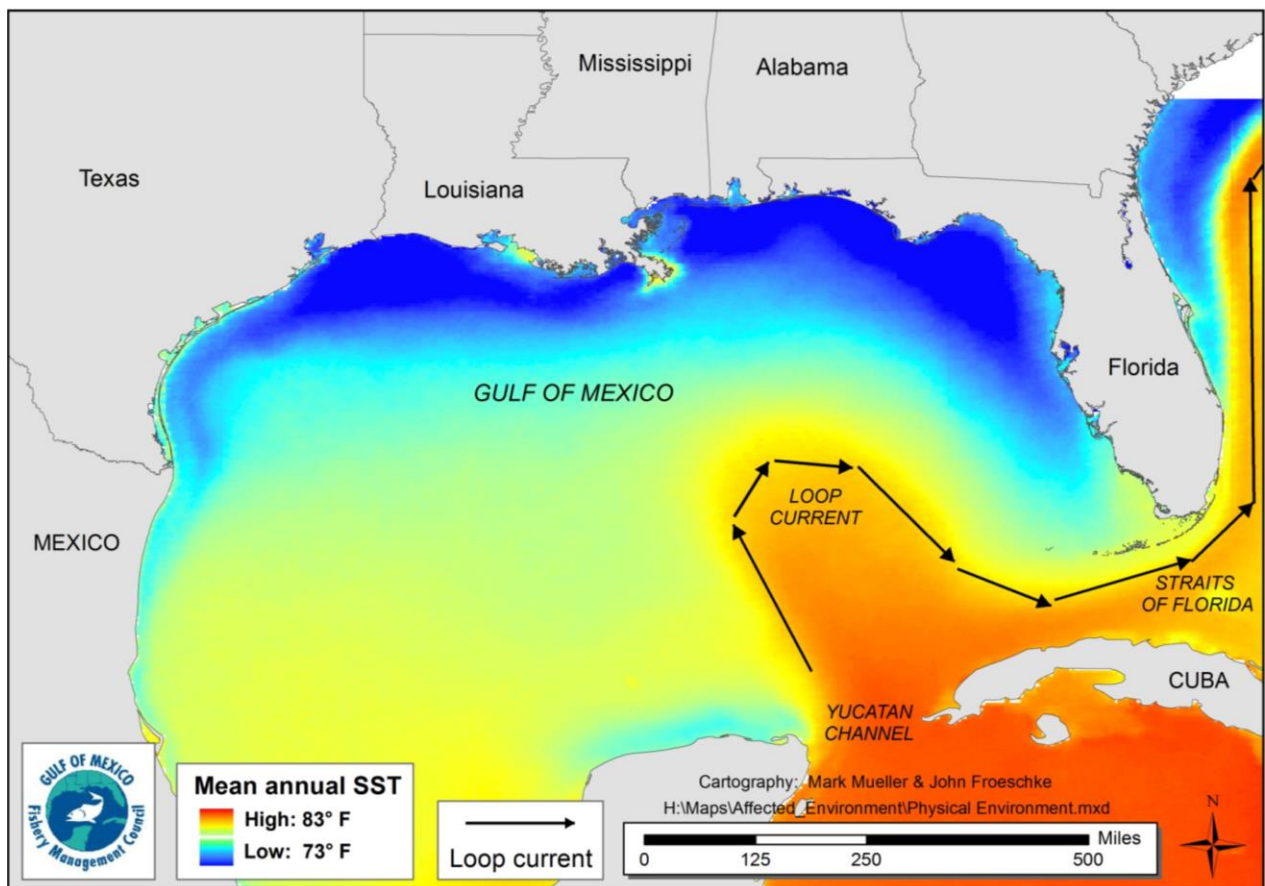 Mississippi
Alabama
Texas
Louisiana
GULF OF MEXICO
Florida
LOOP
CURRENT
MEXICO
STRAITS
OF FLORIDA
CUBA
YUCATAN
CHANNEL
GULF OF MEXICO
Fishery Management Council
Mean annual SST
High: 83° F
Low: 73° F
Loop current
Cartography: Mark Mueller & John Froeschke
H:\Maps\Affected_Environment\Physical Environment.mxd
Miles
0 125 250 500
N